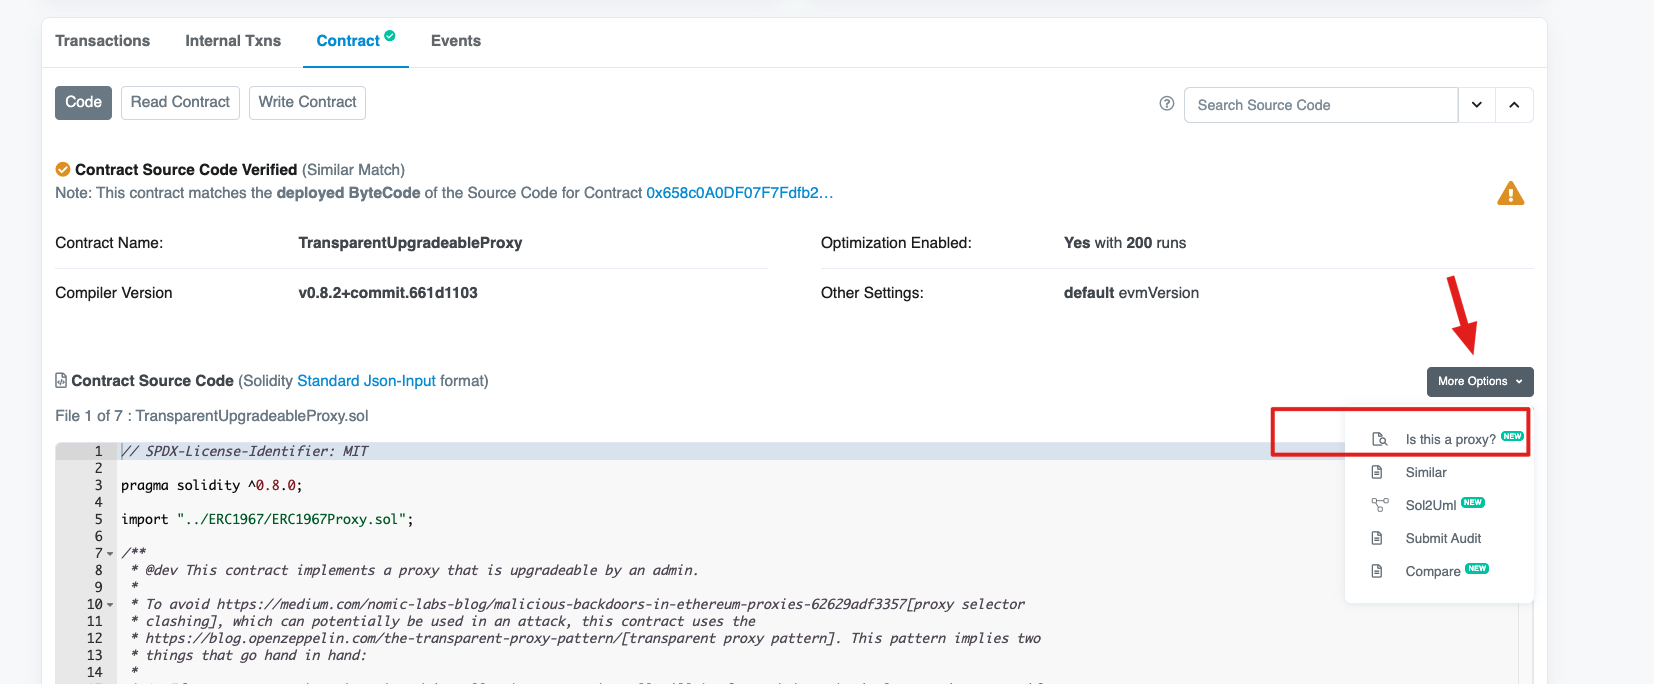 Transactions Internal Txns Contract Events
Code Read Contract Write Contract Search Source Code
Contract Source Code Verified (Similar Match)
Note: This contract matches the deployed ByteCode of the Source Code for Contract 0x658c0A0DF07F7Fdfb2…
Contract Name: TransparentUpgradeableProxy Optimization Enabled: Yes with 200 runs
Compiler Version v0.8.2+commit.661d1103 Other Settings: default evmVersion
Contract Source Code (Solidity Standard Json-Input format) More Options
File 1 of 7 : TransparentUpgradeableProxy.sol
Is this a proxy? NEW
Similar
Sol2Uml NEW
Submit Audit
Compare NEW
1 // SPDX-License-Identifier: MIT
2
3 pragma solidity ^0.8.0;
4
5 import "../ERC1967/ERC1967Proxy.sol";
6
7 /**
8 * @dev This contract implements a proxy that is upgradeable by an admin.
9 *
10 * To avoid https://medium.com/nomic-labs-blog/malicious-backdoors-in-ethereum-proxies-62629adf3357[proxy selector
11 * clashing], which can potentially be used in an attack, this contract uses the
12 * https://blog.openzeppelin.com/the-transparent-proxy-pattern/[transparent proxy pattern]. This pattern implies two
13 * things that go hand in hand:
14 *